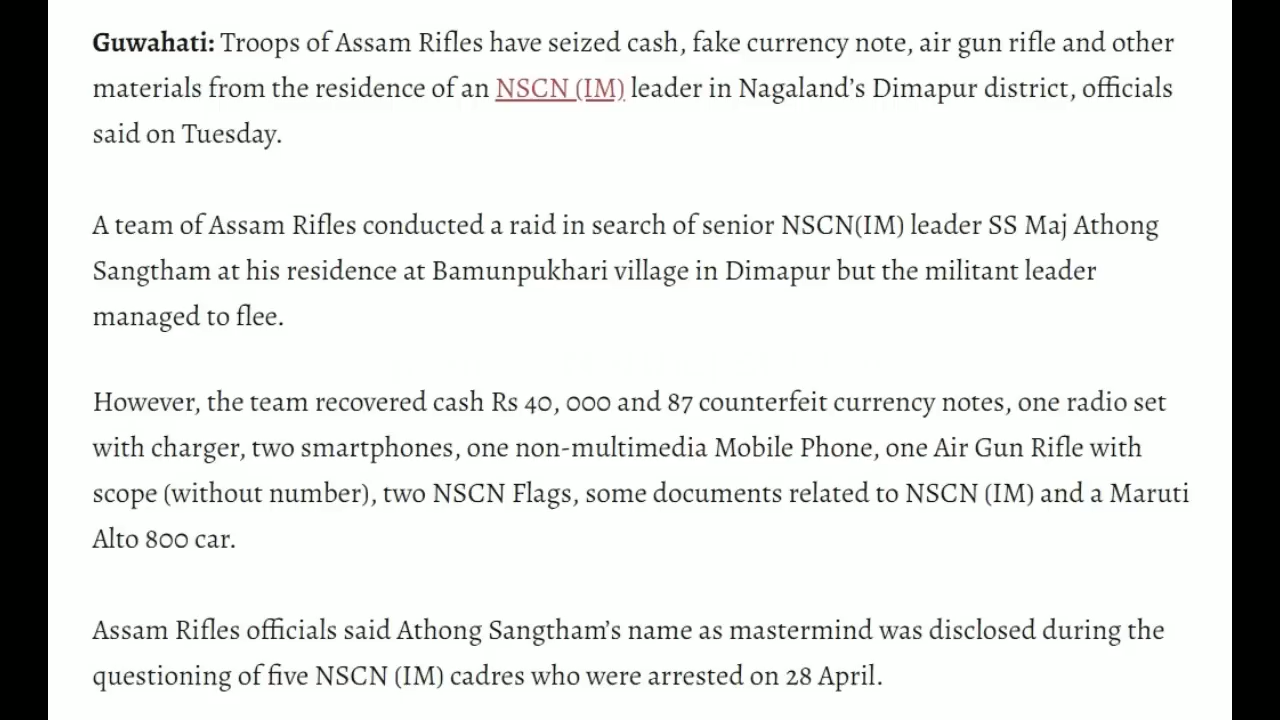 Guwahati: Troops of Assam Rifles have seized cash, fake currency note, air gun rifle and other
materials from the residence of an NSCN (IM) leader in Nagaland’s Dimapur district, officials
said on Tuesday.
A team of Assam Rifles conducted a raid in search of senior NSCN(IM) leader SS Maj Athong
Sangtham at his residence at Bamunpukhari village in Dimapur but the militant leader
managed to flee.
However, the team recovered cash Rs 40, 000 and 87 counterfeit currency notes, one radio set
with charger, two smartphones, one non-multimedia Mobile Phone, one Air Gun Rifle with
scope (without number), two NSCN Flags, some documents related to NSCN (IM) and a Maruti
Alto 800 car.
Assam Rifles officials said Athong Sangtham’s name as mastermind was disclosed during the
questioning of five NSCN (IM) cadres who were arrested on 28 April.